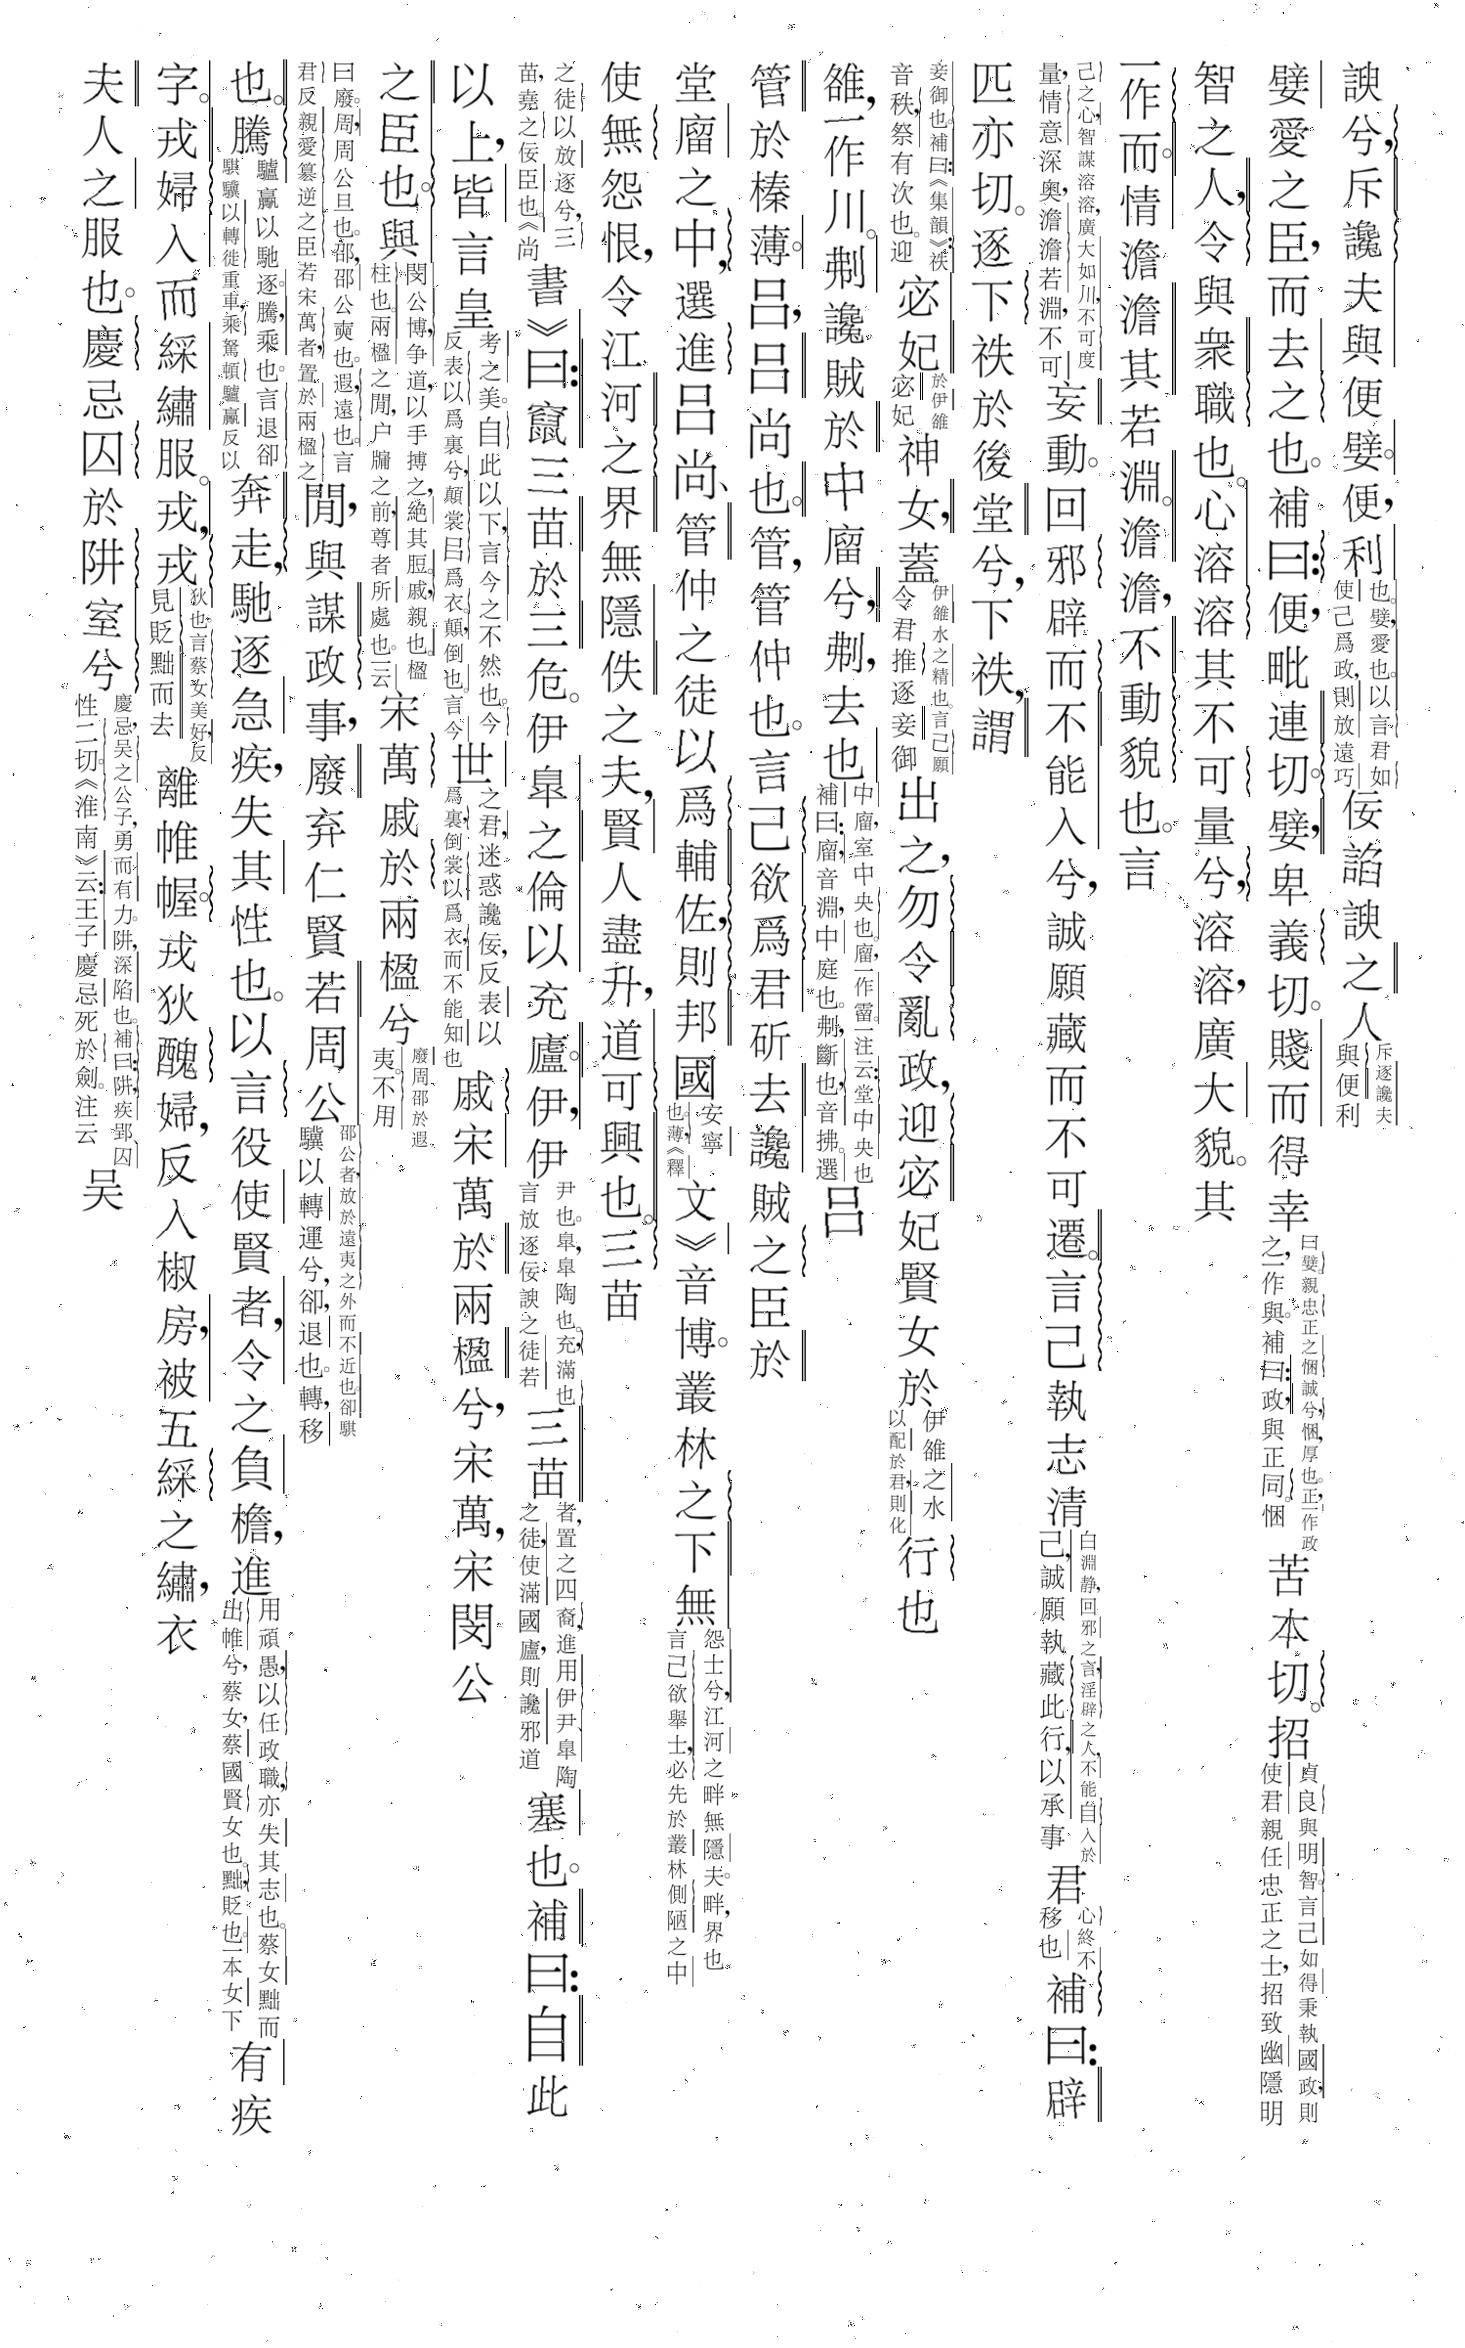 諛兮,斥讒夫與便嬖。便,利也。嬖,愛也。以言君如使己爲政,則放遠巧佞諂諛之人斥逐讒夫與便利
嬖愛之臣,而去之也。補曰:便,毗連切。嬖,卑義切。賤而得幸曰嬖。親忠正之悃誠兮,悃,厚也。正,一作政之,一作與。補曰:政,與正同。悃苦本切。招貞良與明智。言己如得秉執國政,則使君親任忠正之士,招致幽隱明
智之人,令與衆職也。心溶溶其不可量兮,溶溶,廣大貌。其
一作而。情澹澹其若淵。澹澹,不動貌也。言
己之心,智謀溶溶,廣大如川,不可度量,情意深奧,澹澹若淵,不可妄動。回邪辟而不能入兮,誠願藏而不可遷。言己執志清白淵静,回邪之言,淫辟之人,不能自入於己,誠願執藏此行,以承事君心終不移也補曰:辟
匹亦切。逐下祑於後堂兮,下祑,謂
妾御也。補曰:《集韻》:祑音秩,祭有次也。迎宓妃於伊雒宓妃神女,蓋伊雒水之精也。言己願令君推逐妾御出之,勿令亂政,迎宓妃賢女於伊雒之水以配於君,則化行也
雒,一作川。刜讒賊於中廇兮,刜,去也中廇,室中央也。廇一作霤。一注云:堂中央也補曰:廇,音淵,中庭也。刜,斷也,音拂。選呂
管於榛薄。呂,呂尚也。管,管仲也。言己欲爲君斫去讒賊之臣於
堂廇之中,選進呂尚、管仲之徒以爲輔佐,則邦國安寧也。薄,《釋文》音博。叢林之下無怨士兮,江河之畔無隱夫。畔,界也言己欲舉士,必先於叢林側陋之中
使無怨恨,令江河之界無隱佚之夫,賢人盡升,道可興也。三苗
之徒以放逐兮,三苗,堯之佞臣也。《尚書》曰:竄三苗於三危。伊皐之倫以充廬。伊,伊尹也。皐,皐陶也。充,滿也言放逐佞諛之徒若三苗者,置之四裔,進用伊尹、皐陶之徒,使滿國廬,則讒邪道塞也。補曰:自此
以上,皆言皇考之美。自此以下,言今之不然也。今反表以爲裏兮,顛裳㠯爲衣。顛,倒也。言今世之君,迷惑讒佞,反表以爲裏,倒裳以爲衣,而不能知也戚宋萬於兩楹兮,宋萬,宋閔公
之臣也。與閔公博,争道,以手搏之,絶其脰。戚,親也。楹柱也。兩楹之閒,户牖之前,尊者所處也。一云宋萬戚於兩楹兮廢周邵於遐夷。不用
曰廢。周,周公旦也。邵,邵公奭也。遐,遠也。言君反親愛篡逆之臣若宋萬者,置於兩楹之閒,與謀政事,廢弃仁賢若周公邵公者,放於遠夷之外而不近也。卻騏驥以轉運兮,卻,退也。轉,移
也。騰驢驘以馳逐。騰,乘也。言退卻騏驥以轉徙重車,乘駑頓驢驘反以奔走,馳逐急疾,失其性也。以言役使賢者,令之負檐,進用頑愚,以任政職,亦失其志也。蔡女黜而出帷兮,蔡女,蔡國賢女也。黜,貶也。一本女下有疾
字。戎婦入而綵繡服。戎,戎狄也。言蔡女美好,反見貶黜而去離帷幄。戎狄醜婦,反入椒房,被五綵之繡衣
夫人之服也。慶忌囚於阱室兮慶忌,吴之公子,勇而有力。阱,深陷也。補曰:阱,疾郢囚性二切。《淮南》云:王子慶忌死於劍。注云吴